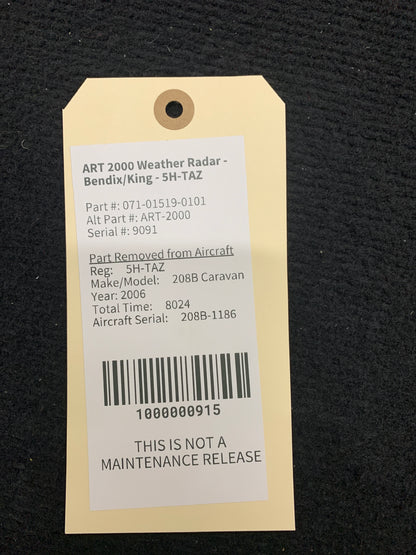 ART 2000 Weather Radar -
Bendix/King - 5H-TAZ
Part #: 071-01519-0101
Alt Part #: ART-2000
Serial #: 9091
Part Removed from Aircraft
Reg: 5H-TAZ
Make/Model: 208B Caravan
Year: 2006
Total Time: 8024
Aircraft Serial: 208B-1186
1000000915
THIS IS NOT A
MAINTENANCE RELEASE